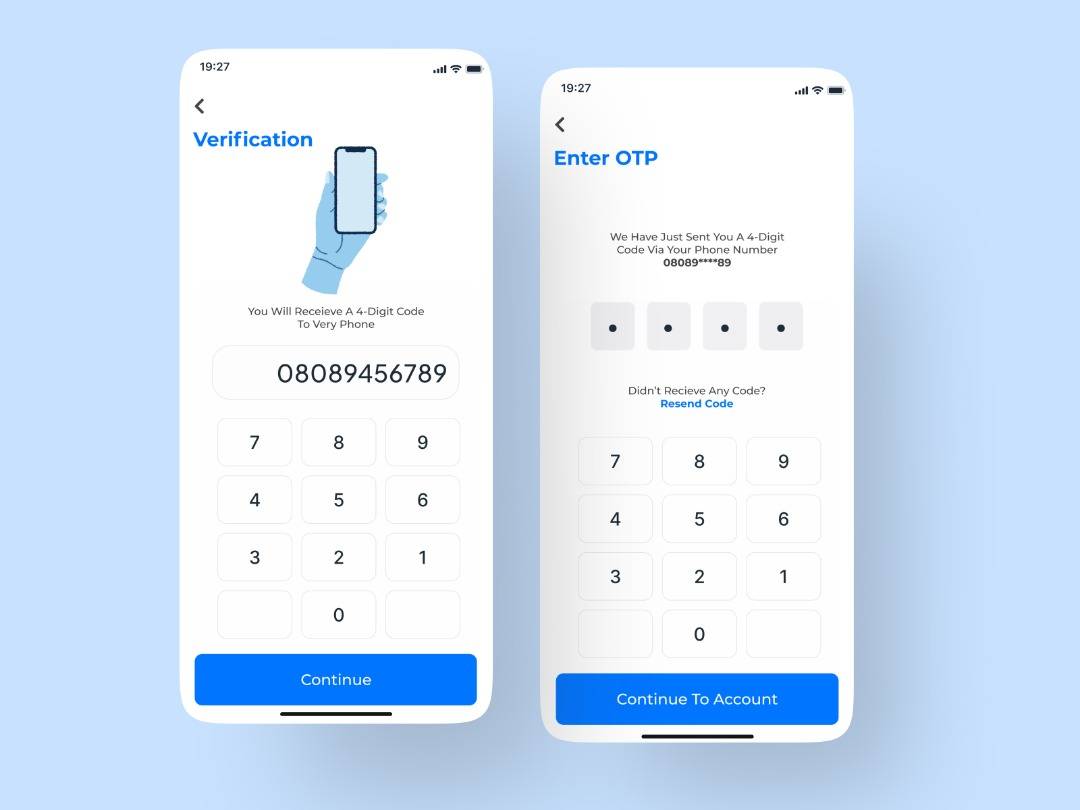 19:27
Verification
You Will Receieve A 4-Digit Code
To Very Phone
08089456789
7 8 9
4 5 6
3 2 1
0
Continue
19:27
Enter OTP
We Have Just Sent You A 4-Digit
Code Via Your Phone Number
08089****89
Didn't Recieve Any Code?
Resend Code
7 8 9
4 5 6
3 2 1
0
Continue To Account